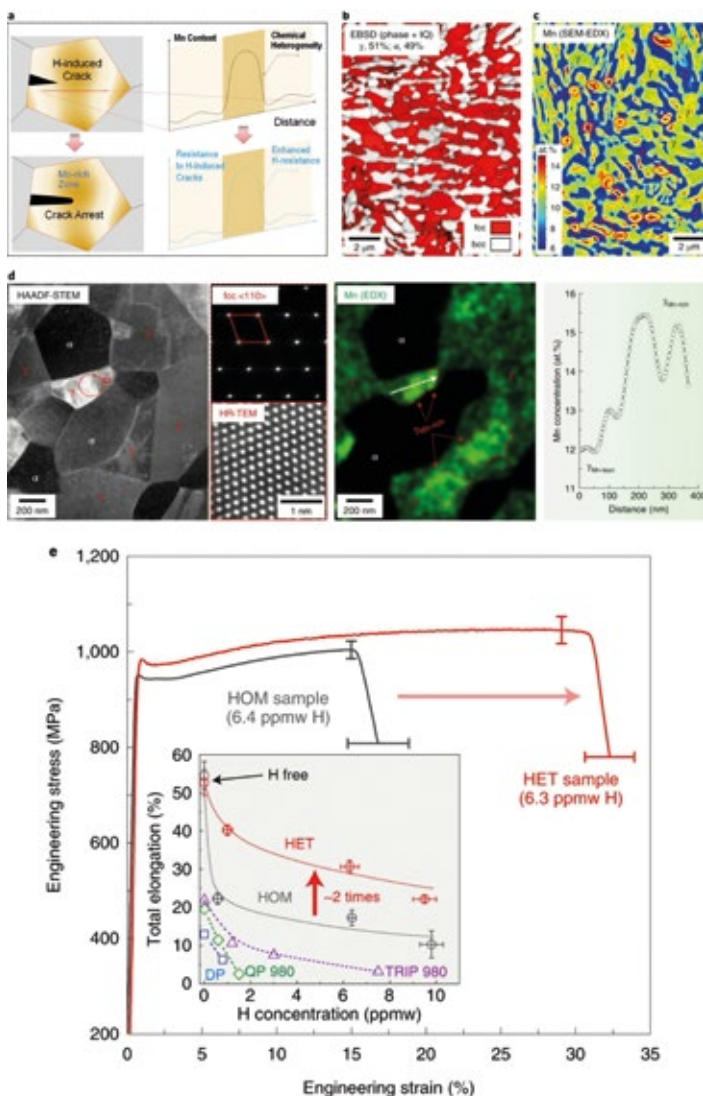 a
H-induced
Crack
Mn-rich
Zone
Crack Arrest
Mn Content
Chemical
Heterogeneity
Distance
Resistance
to H-Induced
Cracks
Enhanced
H-resistance
b
EBSD (phase + IQ)
γ, 51%; α, 49%
fcc
bcc
2 μm
c
Mn (SEM-EDX)
at. %
14
12
10
8
6
2 μm
d
HAADF-STEM
α
α
α
200 nm
fcc <110>
HR-TEM
1 nm
Mn (EDX)
α
α
200 nm
Mn concentration (at. %)
16
15
14
13
12
11
γMn-rich
γMn-lean
0 100 200 300 400
Distance (nm)
e
Engineering stress (MPa)
1,200
1,000
800
600
400
200
HOM sample
(6.4 ppmw H)
HET sample
(6.3 ppmw H)
Total elongation (%)
60
50
40
30
20
10
0
H free
HET
HOM
~2 times
DP
QP 980
TRIP 980
0 2 4 6 8 10
H concentration (ppmw)
0 5 10 15 20 25 30 35
Engineering strain (%)